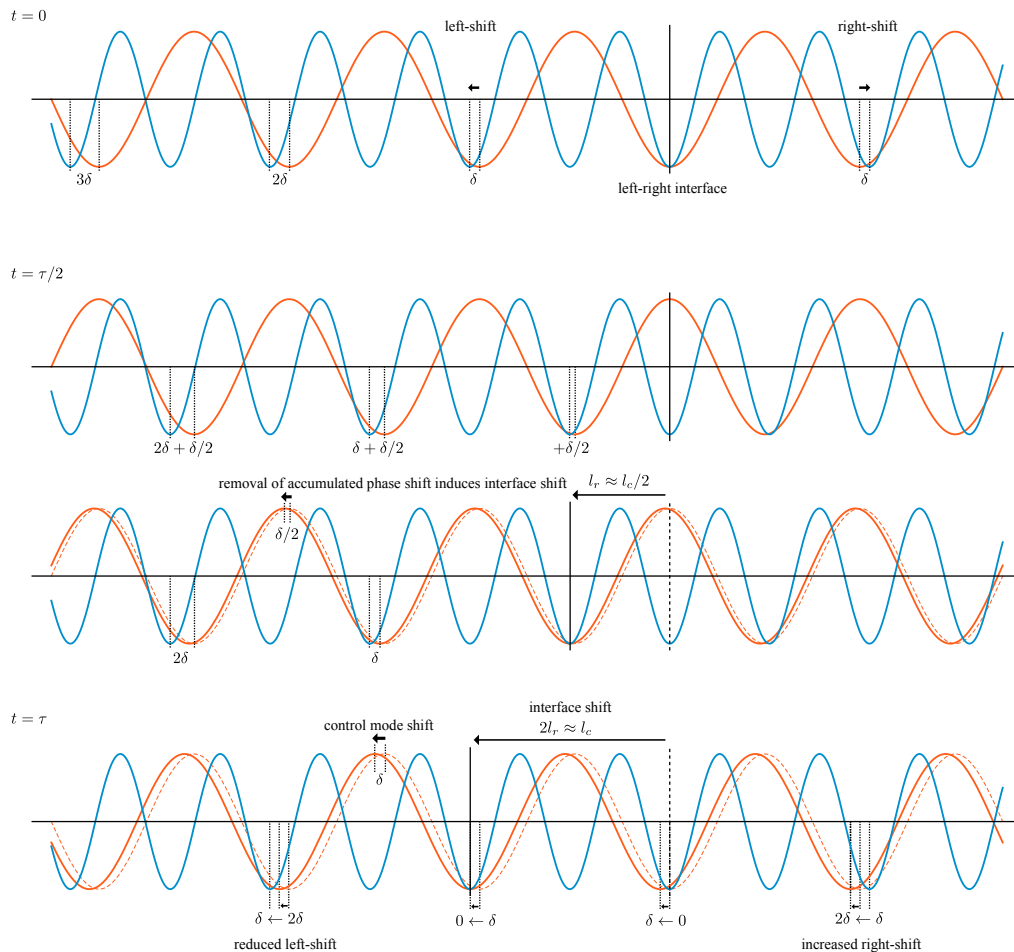 t = 0
left-shift
right-shift
3δ
2δ
δ
δ
left-right interface
t = τ/2
2δ + δ/2
δ + δ/2
+δ/2
removal of accumulated phase shift induces interface shift
l_r ≈ l_c/2
δ/2
2δ
δ
t = τ
interface shift
control mode shift
2l_r ≈ l_c
δ
δ ← 2δ
0 ← δ
δ ← 0
2δ ← δ
reduced left-shift
increased right-shift